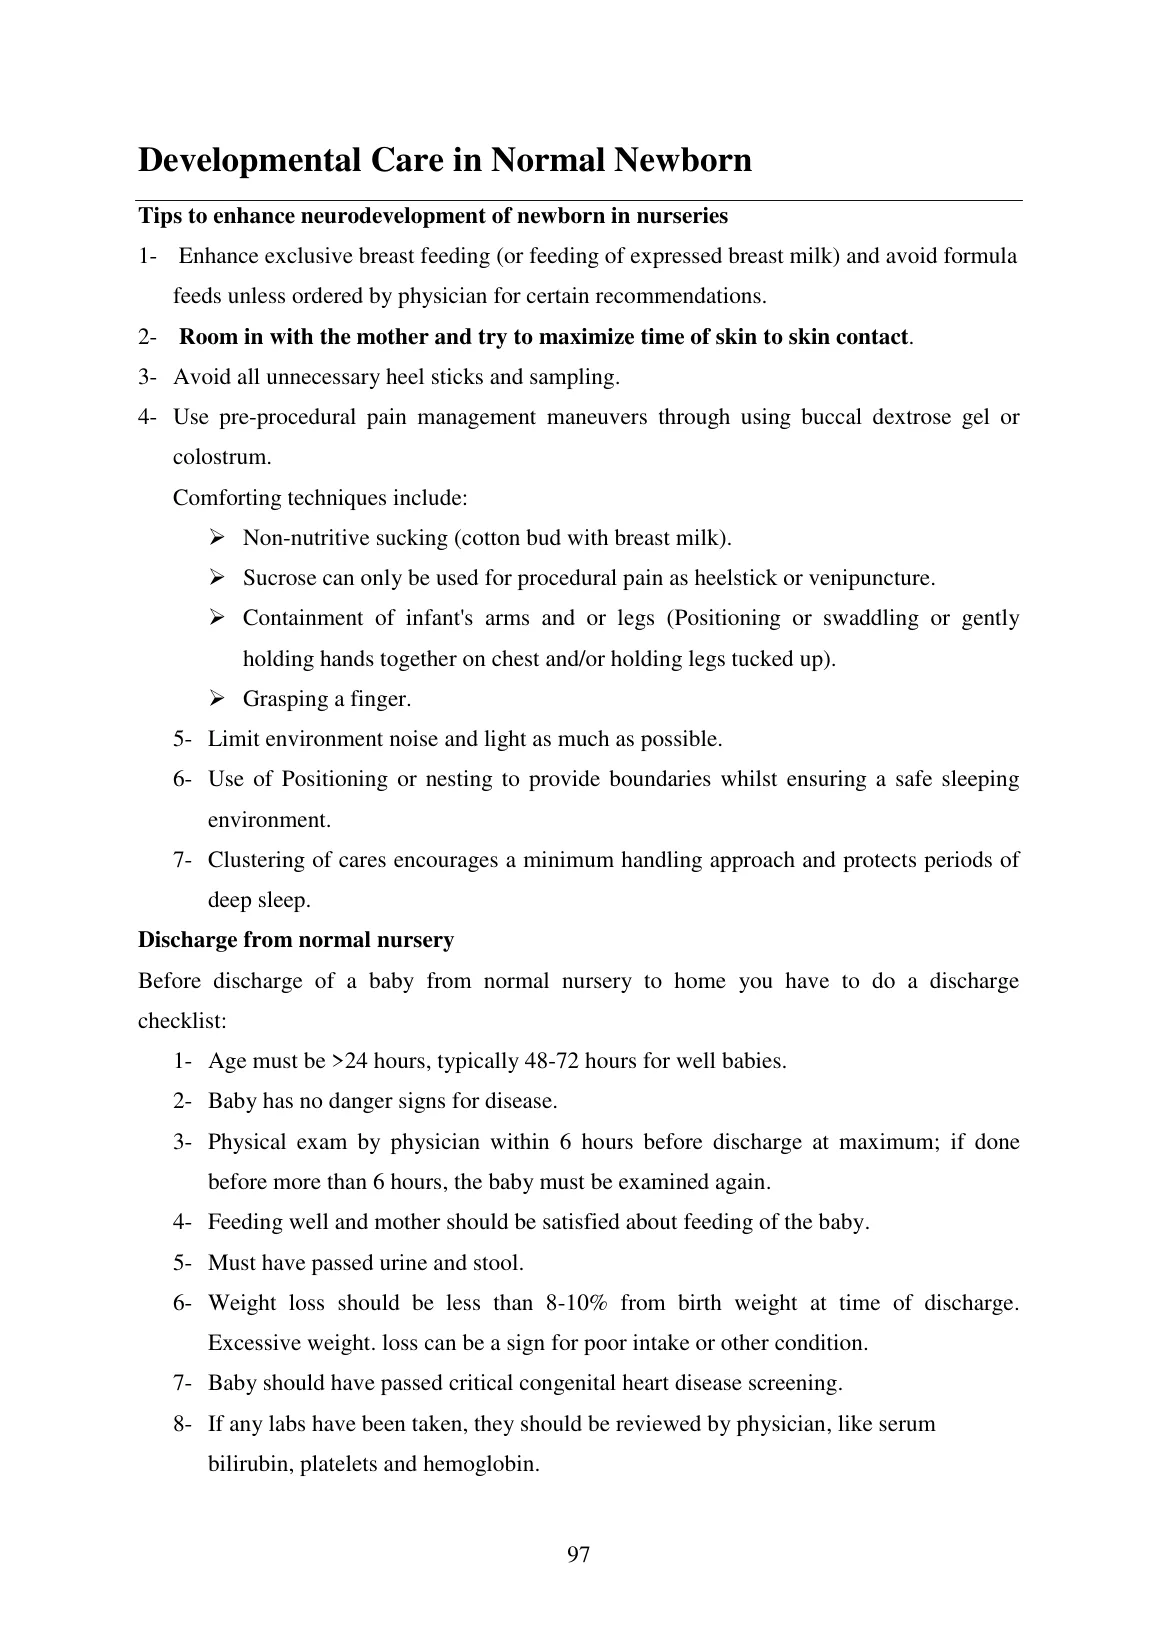 Developmental Care in Normal Newborn
Tips to enhance neurodevelopment of newborn in nurseries
1- Enhance exclusive breast feeding (or feeding of expressed breast milk) and avoid formula
feeds unless ordered by physician for certain recommendations.
2- Room in with the mother and try to maximize time of skin to skin contact.
3- Avoid all unnecessary heel sticks and sampling.
4- Use pre-procedural pain management maneuvers through using buccal dextrose gel or
colostrum.
Comforting techniques include:
➢ Non-nutritive sucking (cotton bud with breast milk).
➢ Sucrose can only be used for procedural pain as heelstick or venipuncture.
➢ Containment of infant's arms and or legs (Positioning or swaddling or gently
holding hands together on chest and/or holding legs tucked up).
➢ Grasping a finger.
5- Limit environment noise and light as much as possible.
6- Use of Positioning or nesting to provide boundaries whilst ensuring a safe sleeping
environment.
7- Clustering of cares encourages a minimum handling approach and protects periods of
deep sleep.
Discharge from normal nursery
Before discharge of a baby from normal nursery to home you have to do a discharge
checklist:
1- Age must be >24 hours, typically 48-72 hours for well babies.
2- Baby has no danger signs for disease.
3- Physical exam by physician within 6 hours before discharge at maximum; if done
before more than 6 hours, the baby must be examined again.
4- Feeding well and mother should be satisfied about feeding of the baby.
5- Must have passed urine and stool.
6- Weight loss should be less than 8-10% from birth weight at time of discharge.
Excessive weight. loss can be a sign for poor intake or other condition.
7- Baby should have passed critical congenital heart disease screening.
8- If any labs have been taken, they should be reviewed by physician, like serum
bilirubin, platelets and hemoglobin.
97